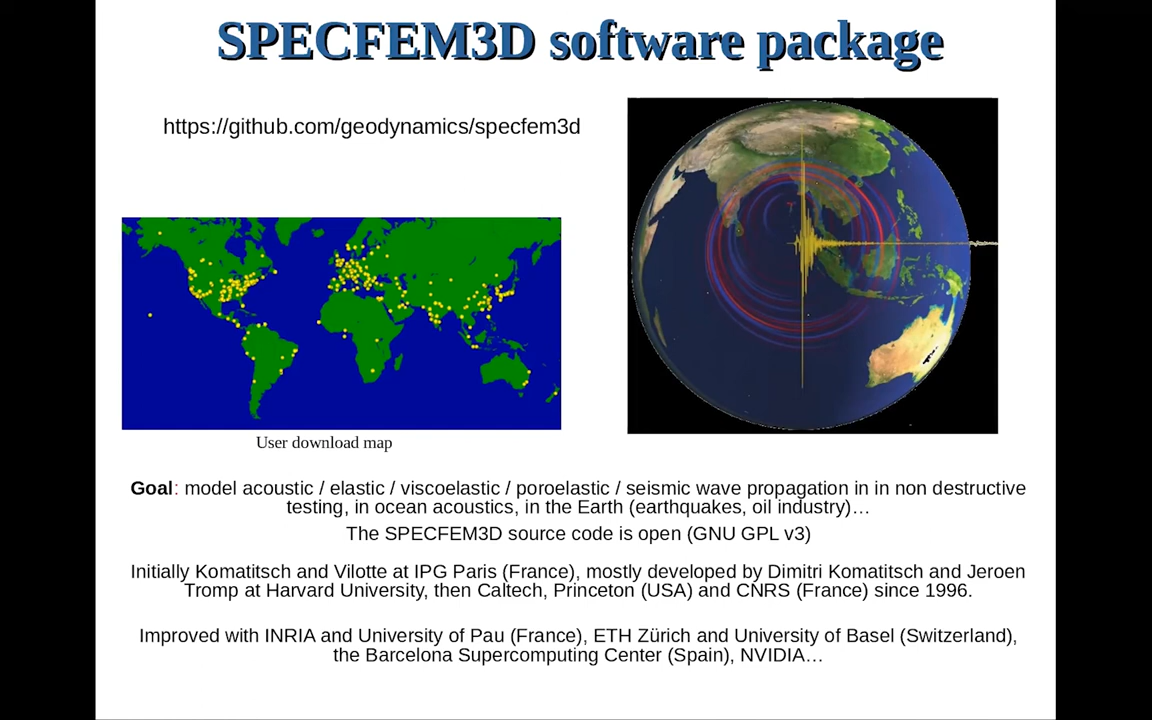 SPECFEM3D software package
https://github.com/geodynamics/specfem3d
User download map
Goal: model acoustic / elastic / viscoelastic / poroelastic / seismic wave propagation in in non destructive
testing, in ocean acoustics, in the Earth (earthquakes, oil industry)…
The SPECFEM3D source code is open (GNU GPL v3)
Initially Komatitsch and Vilotte at IPG Paris (France), mostly developed by Dimitri Komatitsch and Jeroen
Tromp at Harvard University, then Caltech, Princeton (USA) and CNRS (France) since 1996.
Improved with INRIA and University of Pau (France), ETH Zürich and University of Basel (Switzerland),
the Barcelona Supercomputing Center (Spain), NVIDIA…